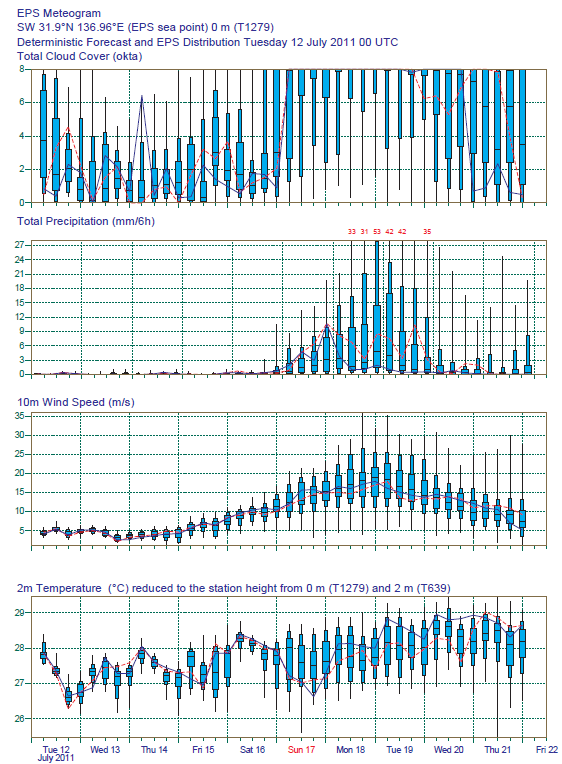 EPS Meteogram
SW 31.9°N 136.96°E (EPS sea point) 0 m (T1279)
Deterministic Forecast and EPS Distribution Tuesday 12 July 2011 00 UTC
Total Cloud Cover (okta)
8
6
4
2
0
Total Precipitation (mm/6h)
33 31 53 42 42 35
27
24
21
18
15
12
9
6
3
0
10m Wind Speed (m/s)
35
30
25
20
15
10
5
2m Temperature (°C) reduced to the station height from 0 m (T1279) and 2 m (T639)
29
28
27
26
Tue 12 Wed 13 Thu 14 Fri 15 Sat 16 Sun 17 Mon 18 Tue 19 Wed 20 Thu 21 Fri 22
July 2011